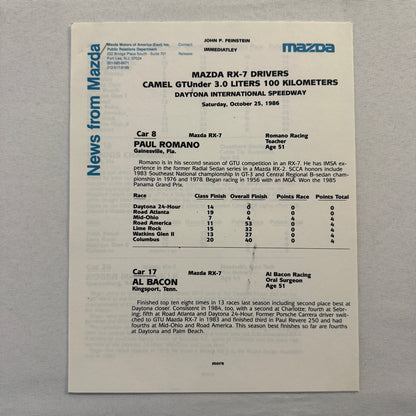 JOHN P. FEINSTEIN
Mazda Motors of America (East) Inc.
Public Relations Department
Contact:
Release:
IMMEDIATLEY
mazda
News from Mazda
MAZDA RX-7 DRIVERS
CAMEL GTUnder 3.0 LITERS 100 KILOMETERS
DAYTONA INTERNATIONAL SPEEDWAY
Saturday, October 25, 1986
Car 8 Mazda RX-7 Romano Racing
PAUL ROMANO Teacher
Gainesville, Fla. Age 51
Romano is in his second season of GTU competition in an RX-7. He has IMSA exp-
erience in the former Radial Sedan series in a Mazda RX-2. SCCA honors include
1983 Southeast National championship in GT-3 and Central Regional B-sedan cham-
pionship in 1976 and 1978. Began racing in 1956 with an MGA. Won the 1985
Panama Grand Prix.
Race Class Finish Overall Finish Points Race Points Total
Daytona 24-Hour 14 0 0 0
Road Atlanta 19 0 0 0
Mid-Ohio 7 4 4
Road America 11 53 0 4
Lime Rock 15 32 0 4
Watkins Glen II 13 27 0 4
Columbus 20 40 0 4
Car 17 Mazda RX-7 Al Bacon Racing
AL BACON Oral Surgeon
Kingsport, Tenn. Age 51
Finished top ten eight times in 13 races last season including second place best at
Daytona closer. Consistent in 1984, too, with a second at Charlotte; fourth at Seb-
ring; fifth at Road Atlanta and Daytona 24-Hour. Former Porsche Carrera driver swit-
ched to GTU Mazda RX-7 in 1983 and finished third in Paul Revere 250 and had
fourths at Mid-Ohio and Road America. This season best finishes so far are fourths
at Daytona and Palm Beach.
more